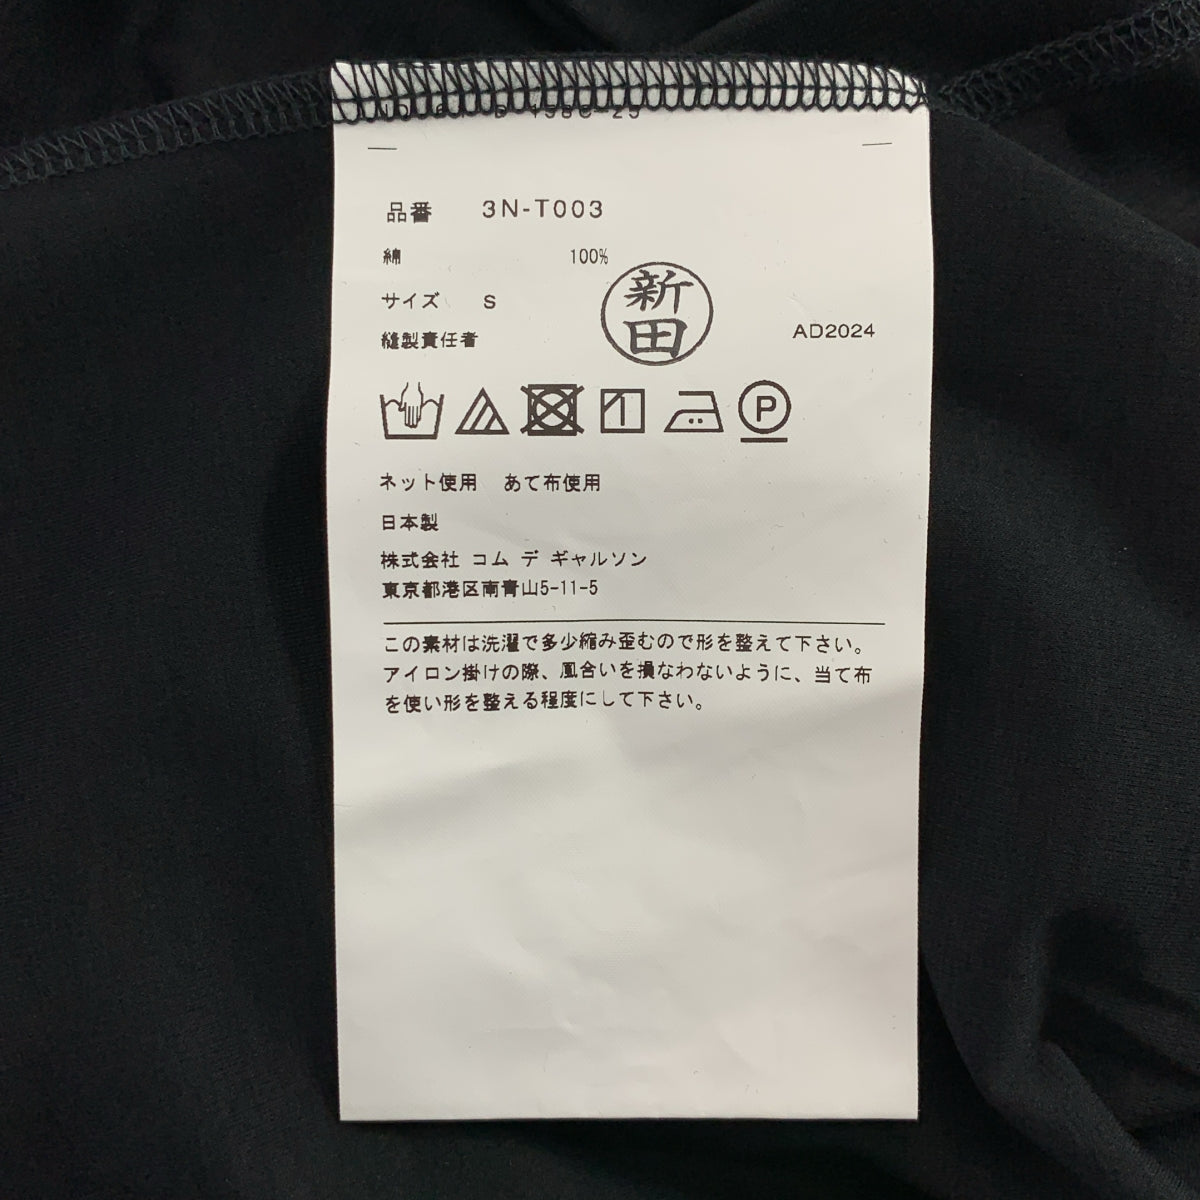 品番 3N-T003
綿 100%
サイズ S
新田
縫製責任者
AD2024
P
ネット使用 あて布使用
日本製
株式会社 コム デ ギャルソン
東京都港区南青山5-11-5
この素材は洗濯で多少縮み歪むので形を整えて下さい。
アイロン掛けの際、風合いを損なわないように、当て布
を使い形を整える程度にして下さい。